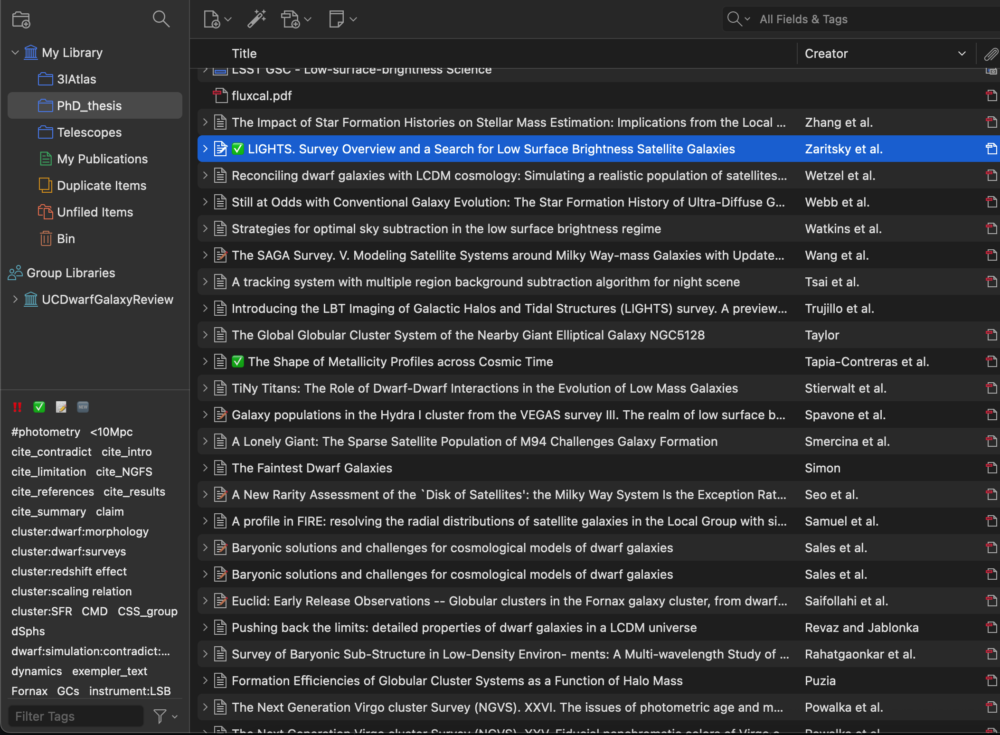 All Fields & Tags
My Library
3IAtlas
PhD_thesis
Telescopes
My Publications
Duplicate Items
Unfiled Items
Bin
Group Libraries
UCDwarfGalaxyReview
NEW
#photometry <10Mpc
cite_contradict cite_intro
cite_limitation cite_NGFS
cite_references cite_results
cite_summary claim
cluster:dwarf:morphology
cluster:dwarf:surveys
cluster:redshift effect
cluster:scaling relation
cluster:SFR CMD CSS_group
dSphs
dwarf:simulation:contradict:...
dynamics exempler_text
Fornax GCs instrument:LSB
Filter Tags
Title Creator
LSST GSC - Low-surface-brightness Science
fluxcal.pdf
The Impact of Star Formation Histories on Stellar Mass Estimation: Implications from the Local ... Zhang et al.
✅ LIGHTS. Survey Overview and a Search for Low Surface Brightness Satellite Galaxies Zaritsky et al.
Reconciling dwarf galaxies with LCDM cosmology: Simulating a realistic population of satellites... Wetzel et al.
Still at Odds with Conventional Galaxy Evolution: The Star Formation History of Ultra-Diffuse G... Webb et al.
Strategies for optimal sky subtraction in the low surface brightness regime Watkins et al.
The SAGA Survey. V. Modeling Satellite Systems around Milky Way-mass Galaxies with Update... Wang et al.
A tracking system with multiple region background subtraction algorithm for night scene Tsai et al.
Introducing the LBT Imaging of Galactic Halos and Tidal Structures (LIGHTS) survey. A preview... Trujillo et al.
The Global Globular Cluster System of the Nearby Giant Elliptical Galaxy NGC5128 Taylor
✅ The Shape of Metallicity Profiles across Cosmic Time Tapia-Contreras et al.
TiNy Titans: The Role of Dwarf-Dwarf Interactions in the Evolution of Low Mass Galaxies Stierwalt et al.
Galaxy populations in the Hydra I cluster from the VEGAS survey III. The realm of low surface b... Spavone et al.
A Lonely Giant: The Sparse Satellite Population of M94 Challenges Galaxy Formation Smercina et al.
The Faintest Dwarf Galaxies Simon
A New Rarity Assessment of the `Disk of Satellites': the Milky Way System Is the Exception Rat... Seo et al.
A profile in FIRE: resolving the radial distributions of satellite galaxies in the Local Group with si... Samuel et al.
Baryonic solutions and challenges for cosmological models of dwarf galaxies Sales et al.
Baryonic solutions and challenges for cosmological models of dwarf galaxies Sales et al.
Euclid: Early Release Observations -- Globular clusters in the Fornax galaxy cluster, from dwarf... Saifollahi et al.
Pushing back the limits: detailed properties of dwarf galaxies in a LCDM universe Revaz and Jablonka
Survey of Baryonic Sub-Structure in Low-Density Environ- ments: A Multi-wavelength Study of ... Rahatgaonkar et al.
Formation Efficiencies of Globular Cluster Systems as a Function of Halo Mass Puzia
The Next Generation Virgo cluster Survey (NGVS). XXVI. The issues of photometric age and m... Powalka et al.
The Next Generation Virgo cluster Survey (NGVS). XXV. Fiducial panchromatic colors of Virgo c... Powalka et al.